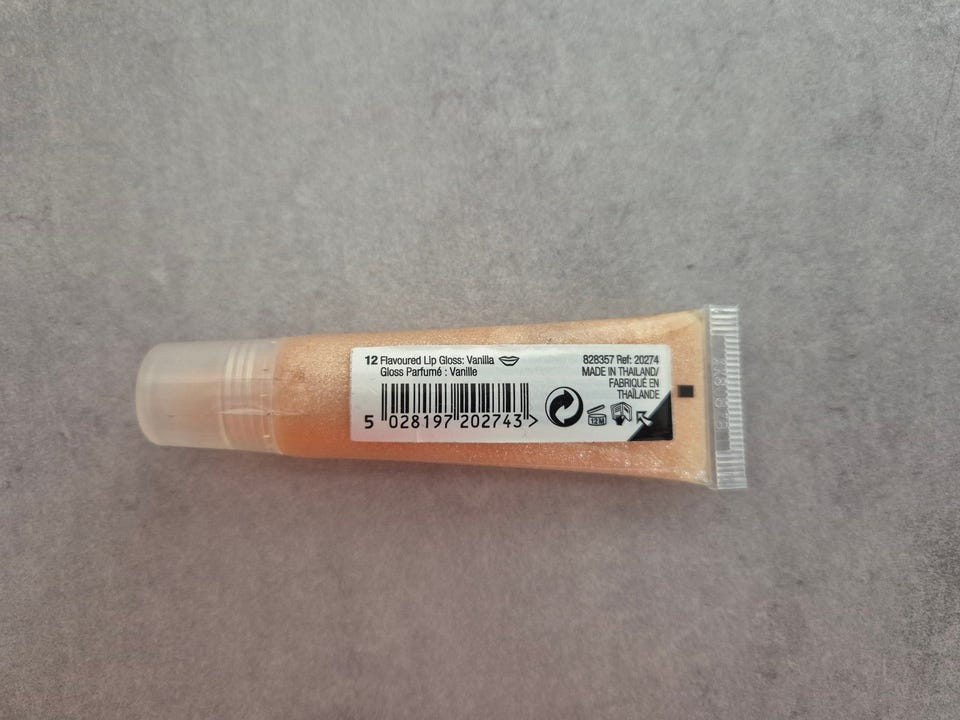 12 Flavoured Lip Gloss: Vanilla
Gloss Parfumé : Vanille
5 028197 202743 >
828357 Ref: 20274
MADE IN THAILAND/
FABRIQUÉ EN
THAÏLANDE
12 M